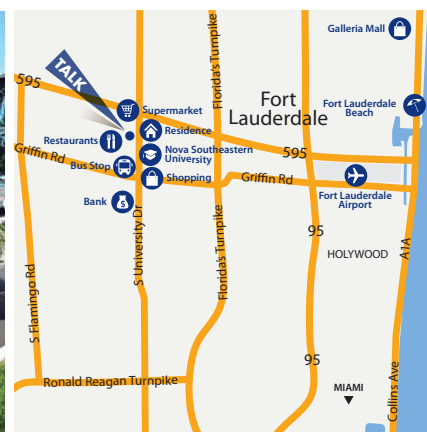 Galleria Mall
Florida's Turnpike
TALK
595
Supermarket
Fort
Lauderdale
Fort Lauderdale
Beach
Residence
Restaurants
Nova Southeastern
University
595
Griffin Rd
Bus Stop
Shopping
Griffin Rd
Fort Lauderdale
Airport
Bank
S University Dr
95
A1A
HOLYWOOD
Florida's Turnpike
S Flamingo Rd
95
Ronald Reagan Turnpike
MIAMI
Collins Ave